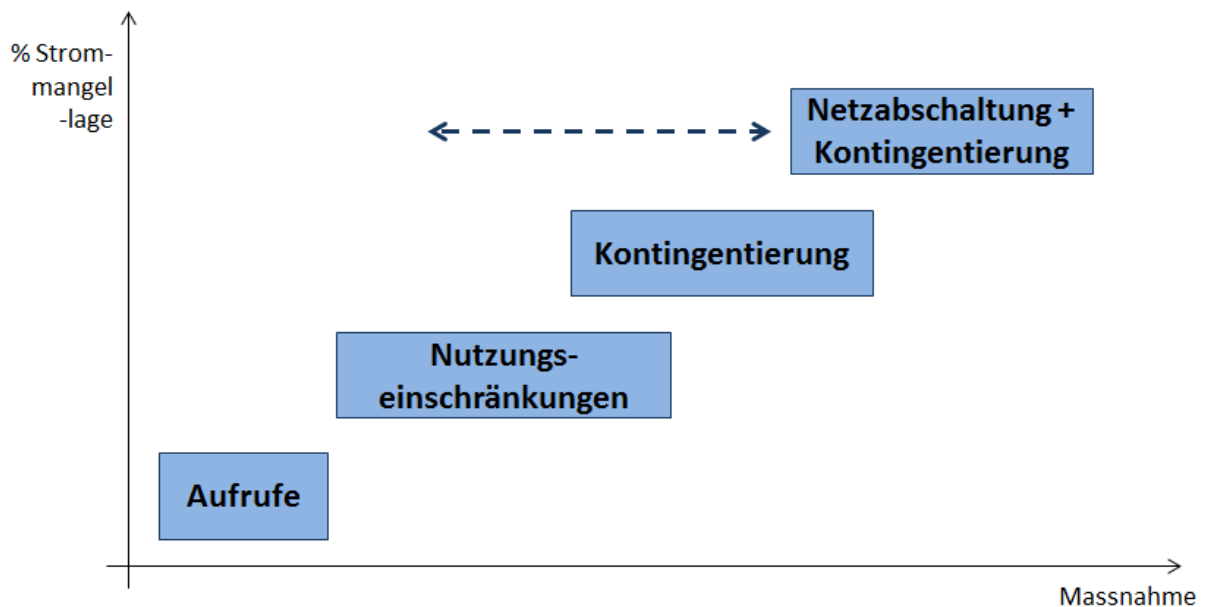 % Strom-
mangel
-lage
Netzabschaltung +
Kontingentierung
Kontingentierung
Nutzungs-
einschränkungen
Aufrufe
Massnahme